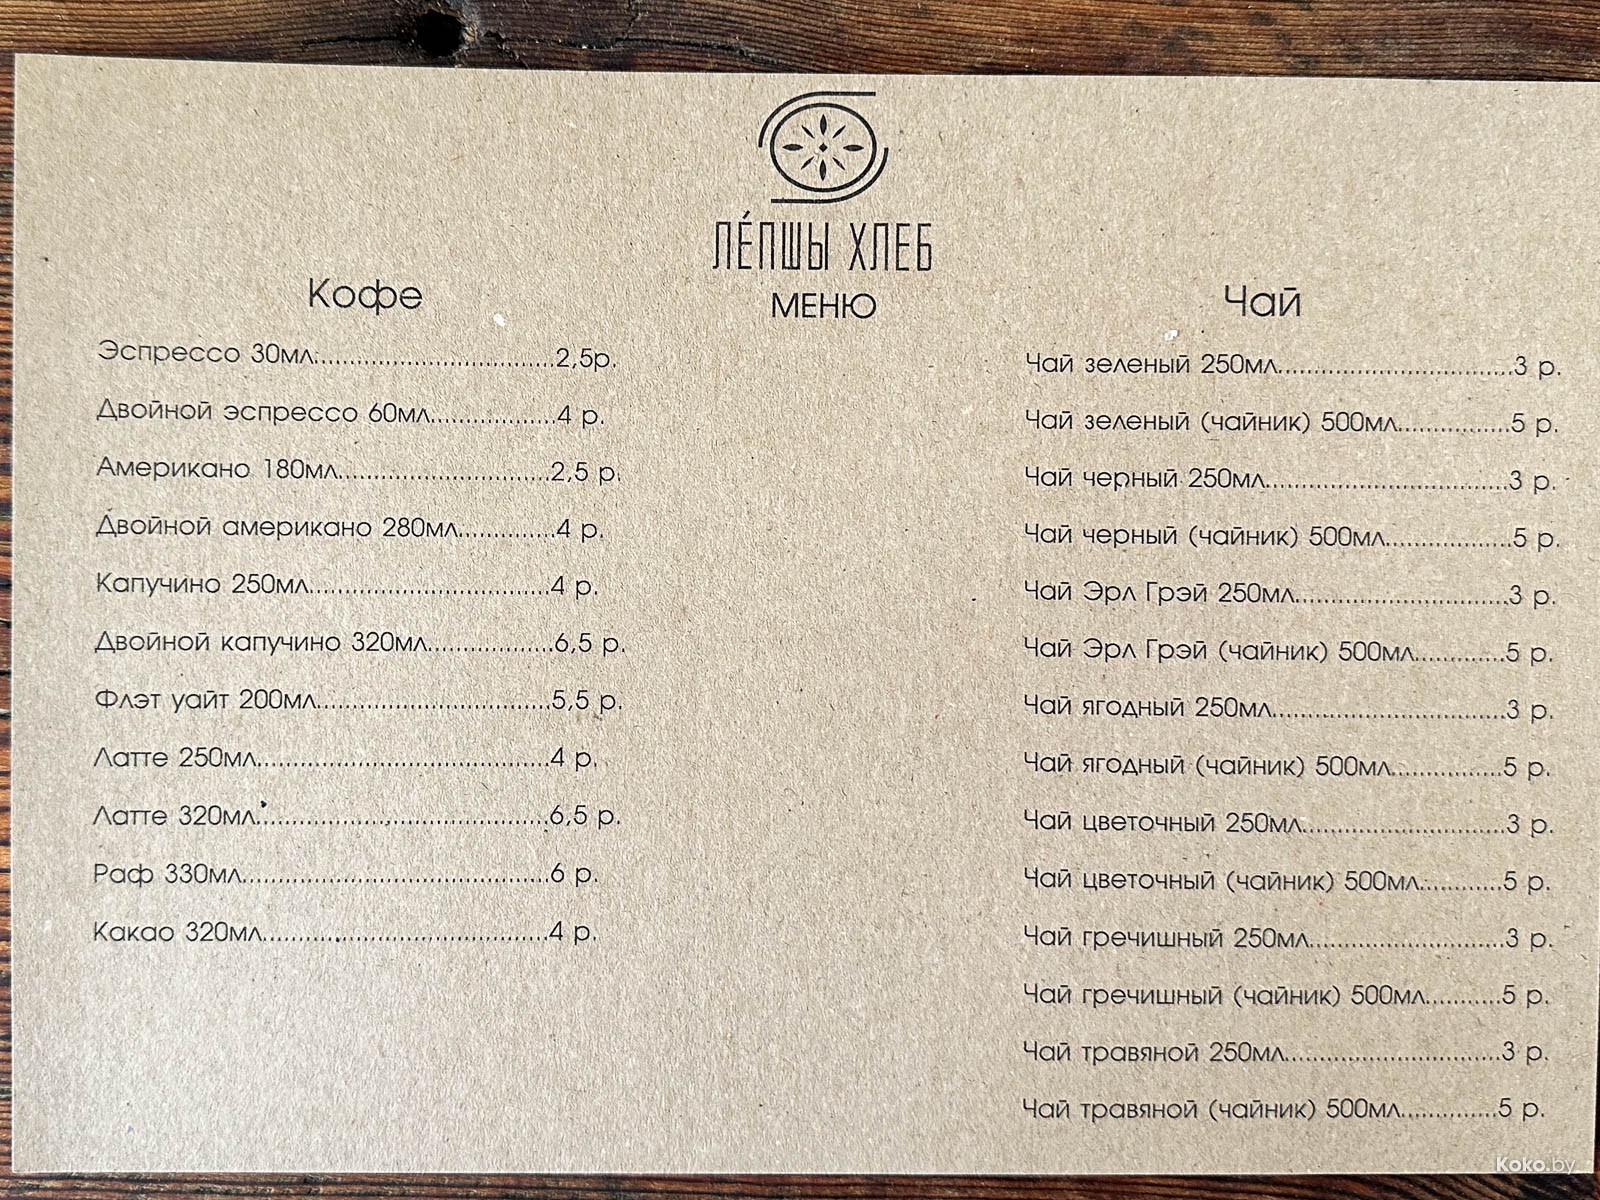 ЛЕ́ПШЫ ХЛЕБ
МЕНЮ
Кофе
Эспрессо 30мл..............................2,5р.
Двойной эспрессо 60мл................4 р.
Американо 180мл...........................2,5 р.
Двойной американо 280мл.............4 р.
Капучино 250мл...............................4 р.
Двойной капучино 320мл................6,5 р.
Флэт уайт 200мл..............................5,5 р.
Латте 250мл......................................4 р.
Латте 320мл......................................6,5 р.
Раф 330мл........................................6 р.
Какао 320мл.....................................4 р.
Чай
Чай зеленый 250мл..............................3 р.
Чай зеленый (чайник) 500мл...............5 р.
Чай черный 250мл...............................3 р.
Чай черный (чайник) 500мл................5 р.
Чай Эрл Грэй 250мл............................3 р.
Чай Эрл Грэй (чайник) 500мл............5 р.
Чай ягодный 250мл..............................3 р.
Чай ягодный (чайник) 500мл..............5 р.
Чай цветочный 250мл..........................3 р.
Чай цветочный (чайник) 500мл...........5 р.
Чай гречишный 250мл.........................3 р.
Чай гречишный (чайник) 500мл..........5 р.
Чай травяной 250мл............................3 р.
Чай травяной (чайник) 500мл.............5 р.
Koko.by